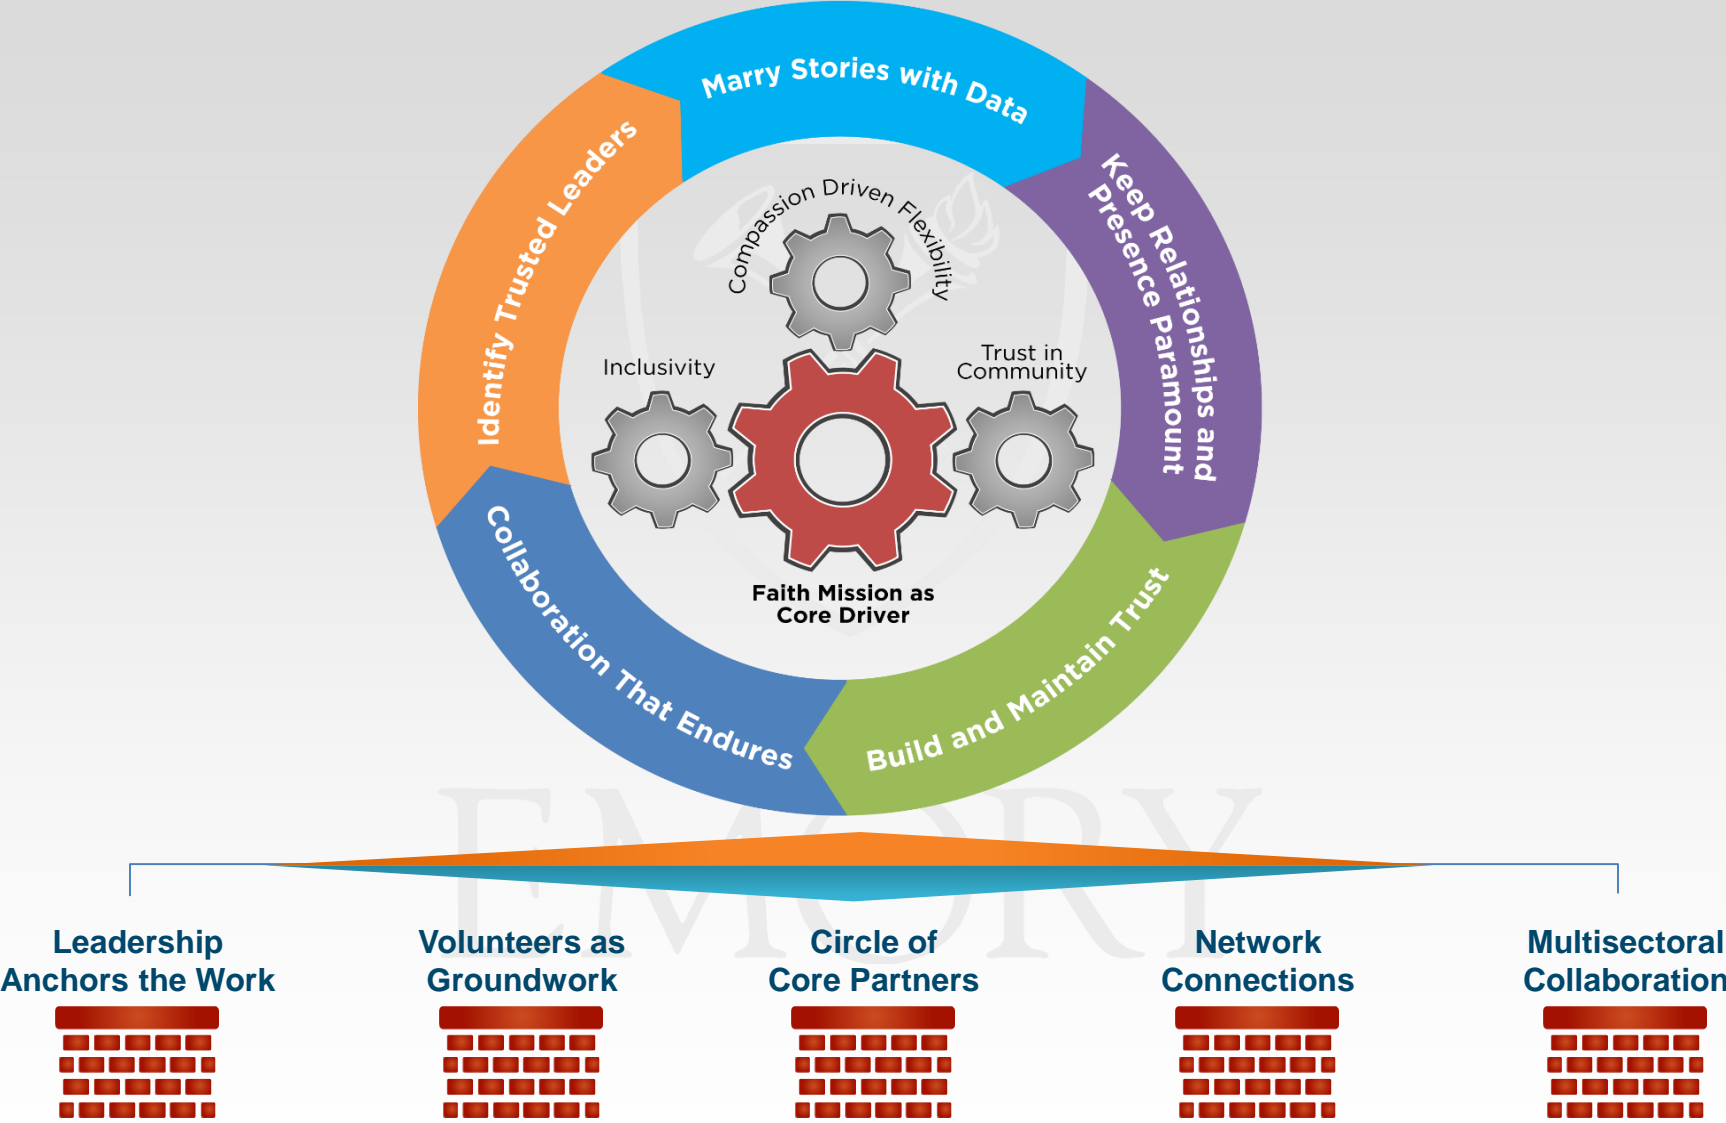 Marry Stories with Data
Identify Trusted Leaders
Keep Relationships and
Presence Paramount
Compassion Driven Flexibility
Inclusivity
Trust in
Community
Faith Mission as
Core Driver
Collaboration That Endures
Build and Maintain Trust
EMORY
Leadership
Anchors the Work
Volunteers as
Groundwork
Circle of
Core Partners
Network
Connections
Multisectoral
Collaboration